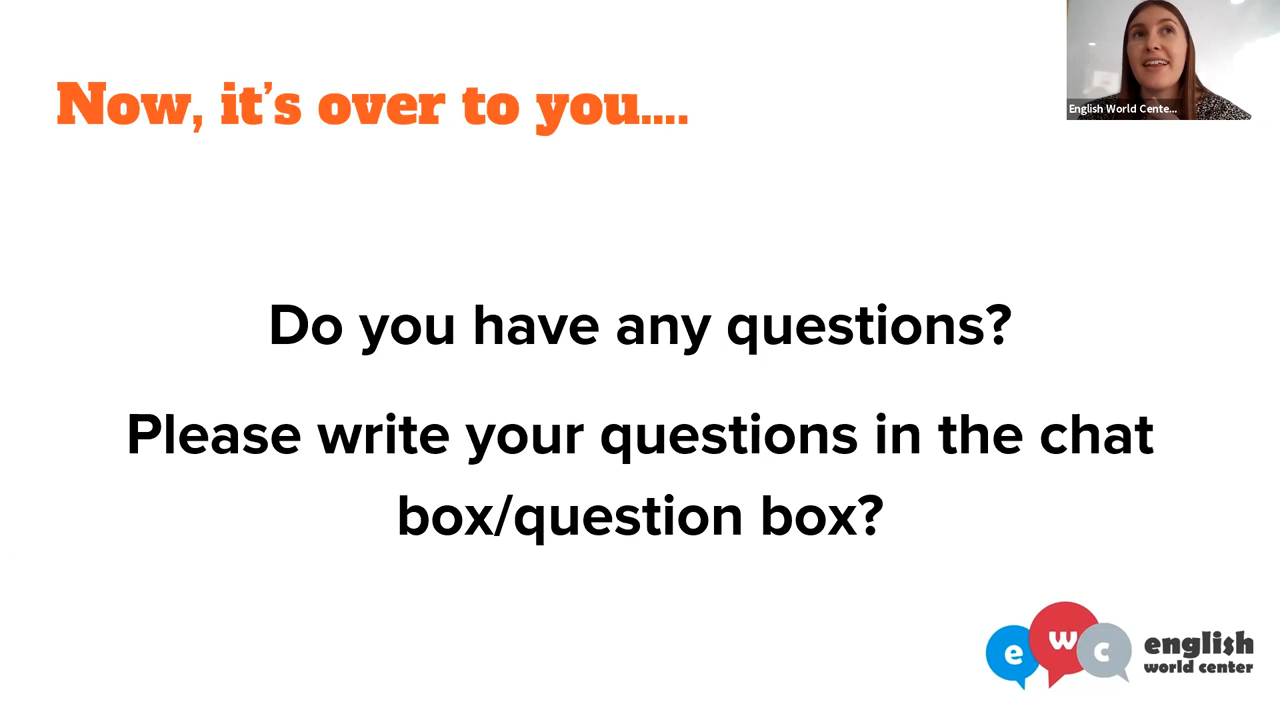 Now, it's over to you....
English World Cente...
Do you have any questions?
Please write your questions in the chat
box/question box?
e w c
english
world center